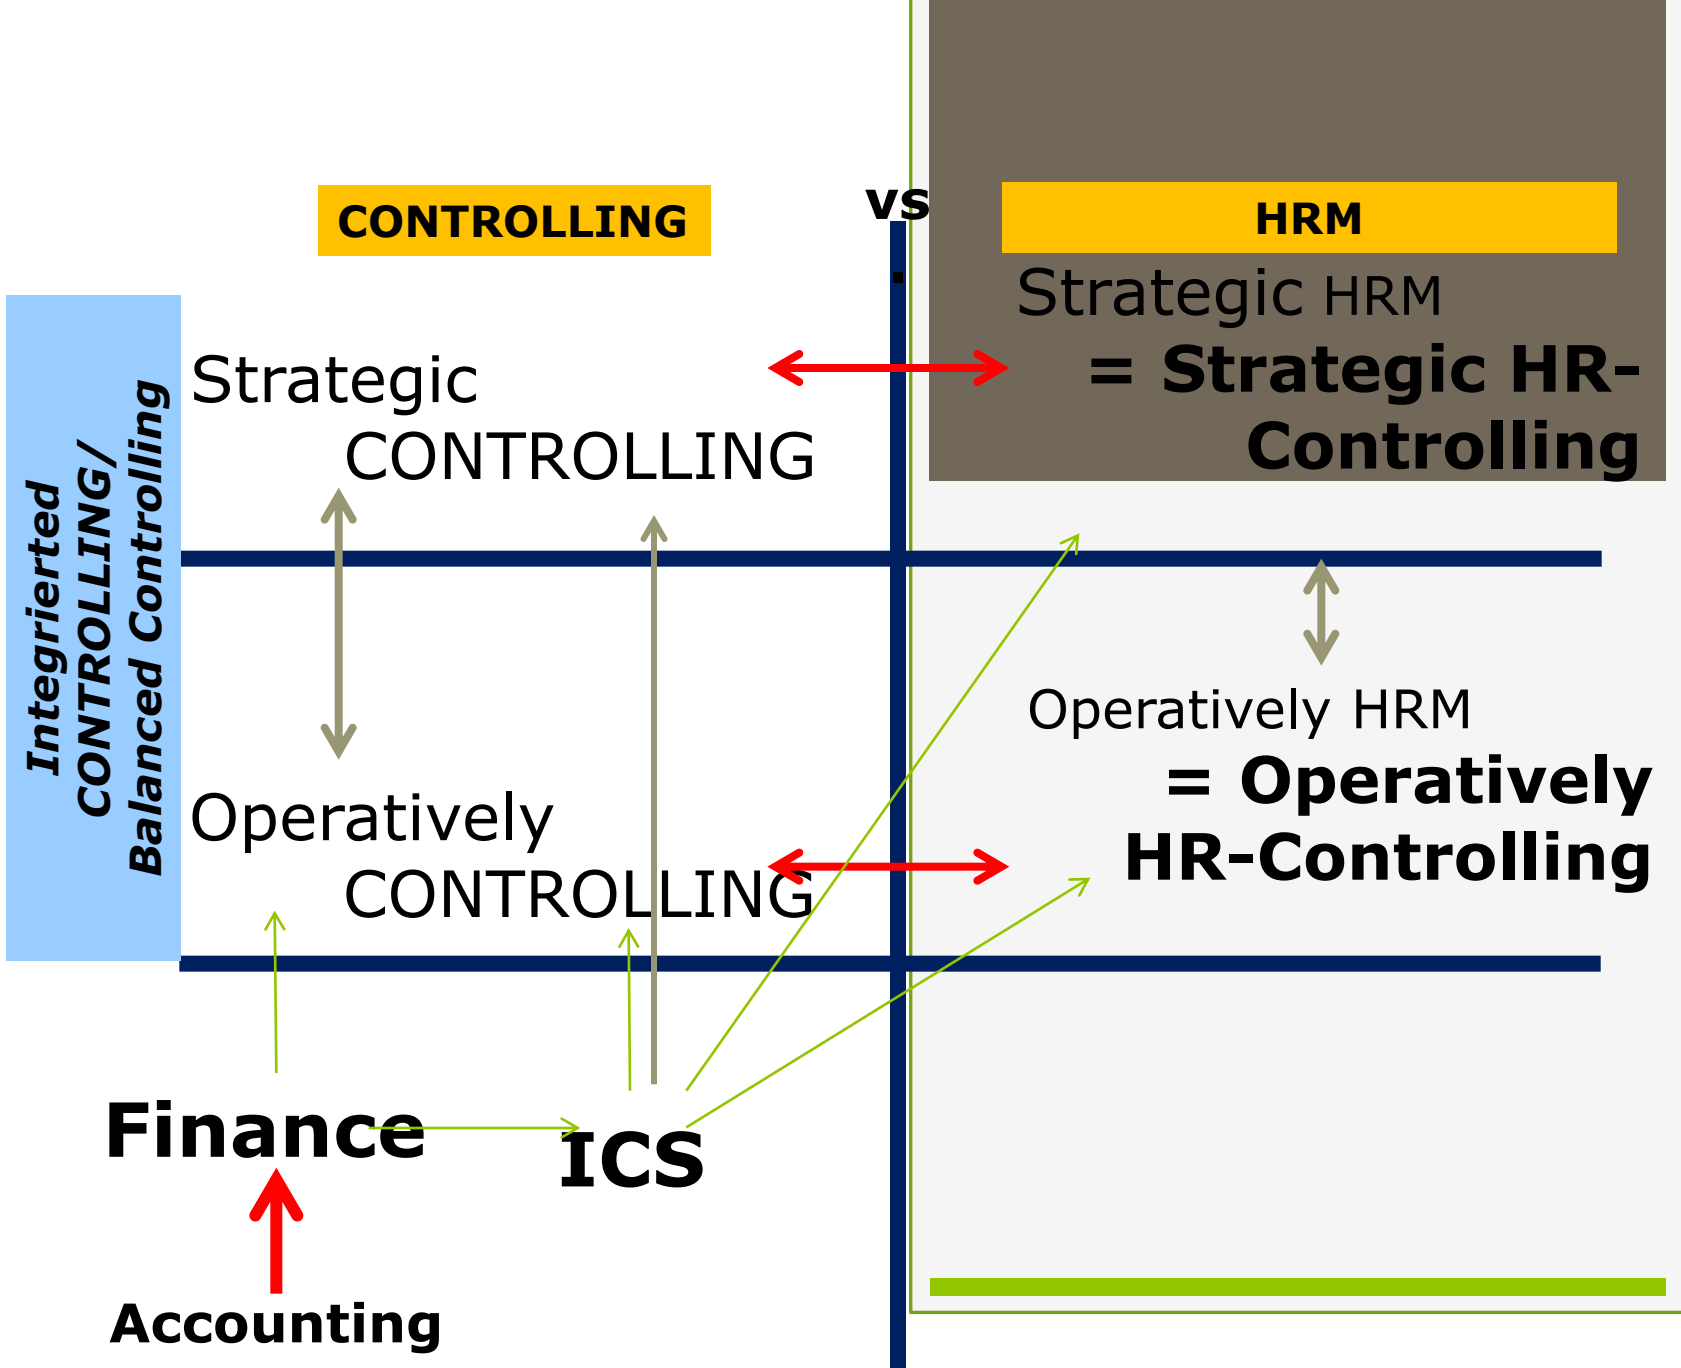 CONTROLLING
vs
.
HRM
Integrierted
CONTROLLING/
Balanced Controlling
Strategic
CONTROLLING
Strategic HRM
= Strategic HR-
Controlling
Operatively
CONTROLLING
Operatively HRM
= Operatively
HR-Controlling
Finance
ICS
Accounting